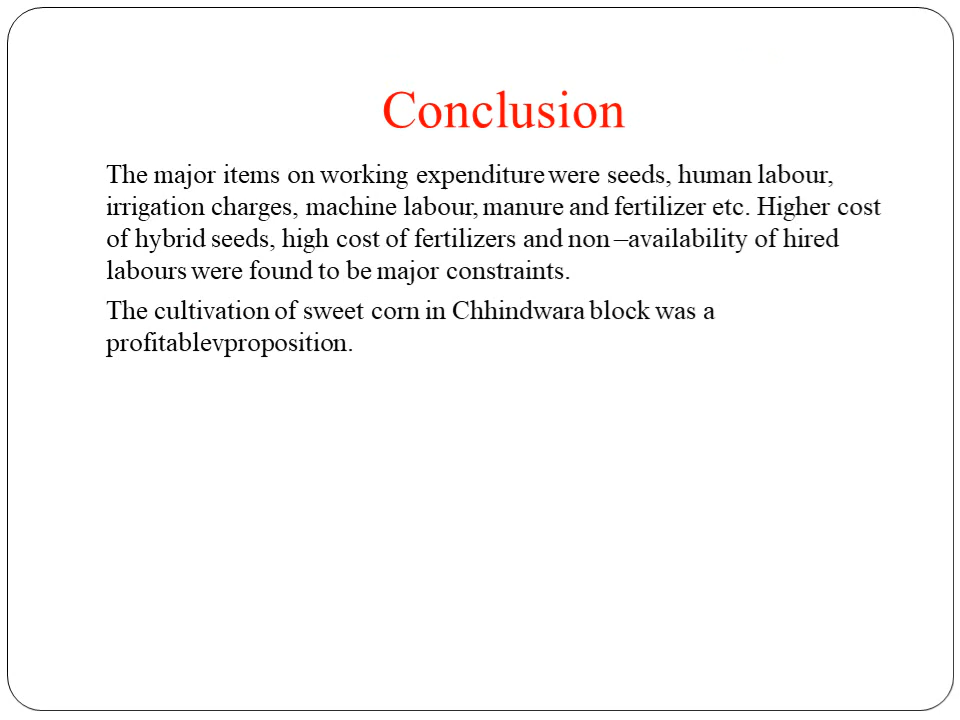 Conclusion
The major items on working expenditure were seeds, human labour,
irrigation charges, machine labour, manure and fertilizer etc. Higher cost
of hybrid seeds, high cost of fertilizers and non –availability of hired
labours were found to be major constraints.
The cultivation of sweet corn in Chhindwara block was a
profitablevproposition.